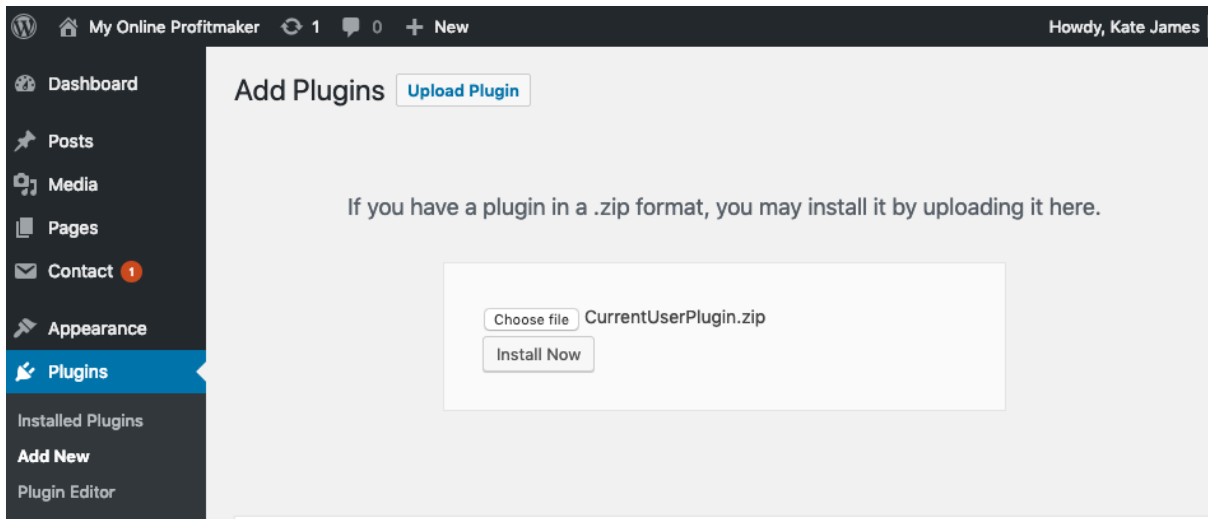 My Online Profitmaker 1 0 + New Howdy, Kate James
Dashboard
Add Plugins Upload Plugin
Posts
Media
If you have a plugin in a .zip format, you may install it by uploading it here.
Pages
Contact 1
Choose file CurrentUserPlugin.zip
Appearance
Install Now
Plugins
Installed Plugins
Add New
Plugin Editor